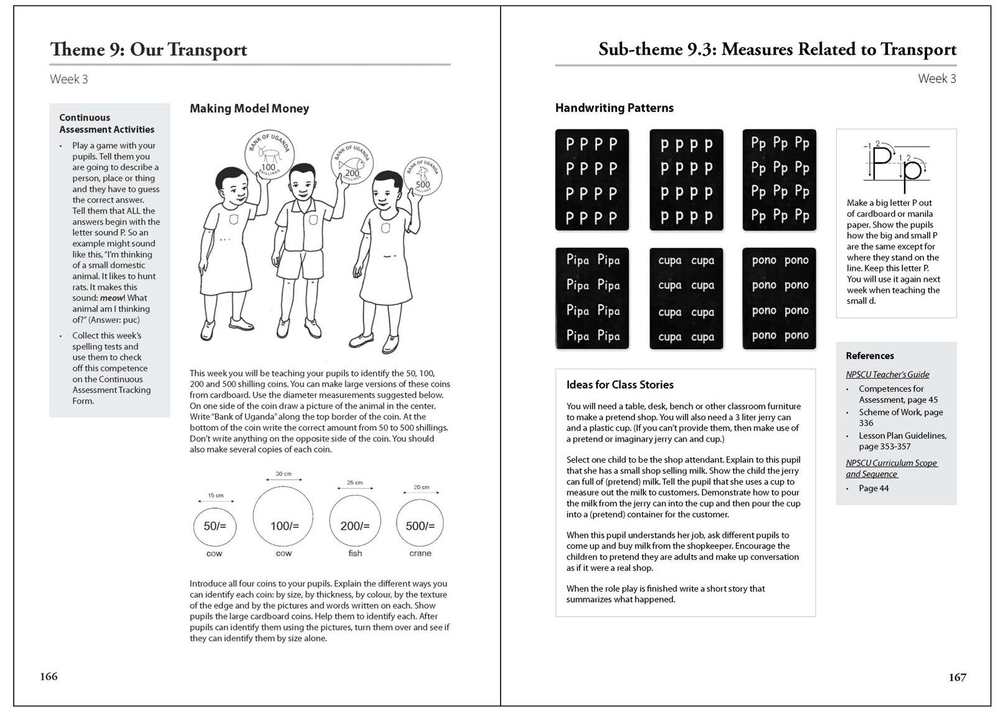 Theme 9: Our Transport
Week 3
Continuous
Assessment Activities
• Play a game with your
pupils. Tell them you
are going to describe a
person, place or thing
and they have to guess
the correct answer.
Tell them that ALL the
answers begin with the
letter sound P. So an
example might sound
like this, “I’m thinking
of a small domestic
animal. It likes to hunt
rats. It makes this
sound: meow! What
animal am I thinking
of?” (Answer: puc)
• Collect this week’s
spelling tests and
use them to check
off this competence
on the Continuous
Assessment Tracking
Form.
Making Model Money
BANK OF UGANDA
100
SHILLINGS
BANK OF UGANDA
200
SHILLINGS
BANK OF UGANDA
500
SHILLINGS
This week you will be teaching your pupils to identify the 50, 100,
200 and 500 shilling coins. You can make large versions of these coins
from cardboard. Use the diameter measurements suggested below.
On one side of the coin draw a picture of the animal in the center.
Write “Bank of Uganda” along the top border of the coin. At the
bottom of the coin write the correct amount from 50 to 500 shillings.
Don’t write anything on the opposite side of the coin. You should
also make several copies of each coin.
15 cm
30 cm
25 cm
20 cm
50/=
100/=
200/=
500/=
cow
cow
fish
crane
Introduce all four coins to your pupils. Explain the different ways you
can identify each coin: by size, by thickness, by colour, by the texture
of the edge and by the pictures and words written on each. Show
pupils the large cardboard coins. Help them to identify each. After
pupils can identify them using the pictures, turn them over and see if
they can identify them by size alone.
166
Sub-theme 9.3: Measures Related to Transport
Week 3
Handwriting Patterns
P P P P
P P P P
P P P P
P P P P
p p p p
p p p p
p p p p
p p p p
Pp Pp Pp
Pp Pp Pp
Pp Pp Pp
Pp Pp Pp
Pipa Pipa
Pipa Pipa
Pipa Pipa
Pipa Pipa
cupa cupa
cupa cupa
cupa cupa
cupa cupa
pono pono
pono pono
pono pono
pono pono
1 2
1 2
P p
Make a big letter P out
of cardboard or manila
paper. Show the pupils
how the big and small P
are the same except for
where they stand on the
line. Keep this letter P.
You will use it again next
week when teaching the
small d.
Ideas for Class Stories
You will need a table, desk, bench or other classroom furniture
to make a pretend shop. You will also need a 3 liter jerry can
and a plastic cup. (If you can’t provide them, then make use of
a pretend or imaginary jerry can and cup.)
Select one child to be the shop attendant. Explain to this pupil
that she has a small shop selling milk. Show the child the jerry
can full of (pretend) milk. Tell the pupil that she uses a cup to
measure out the milk to customers. Demonstrate how to pour
the milk from the jerry can into the cup and then pour the cup
into a (pretend) container for the customer.
When this pupil understands her job, ask different pupils to
come up and buy milk from the shopkeeper. Encourage the
children to pretend they are adults and make up conversation
as if it were a real shop.
When the role play is finished write a short story that
summarizes what happened.
References
NPSCU Teacher’s Guide
• Competences for
Assessment, page 45
• Scheme of Work, page
336
• Lesson Plan Guidelines,
page 353-357
NPSCU Curriculum Scope
and Sequence
• Page 44
167